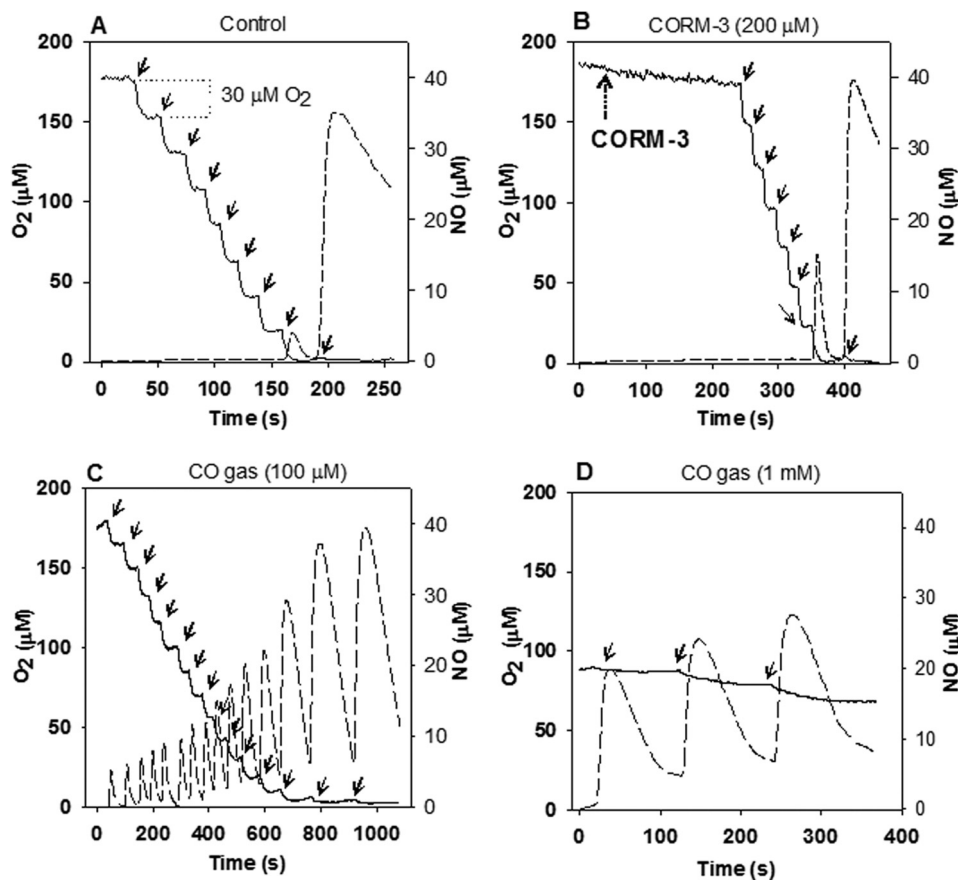 A
Control
200
150
100
50
0
O2 (µM)
30 µM O2
40
30
20
10
0
NO (µM)
0 50 100 150 200 250
Time (s)
B
CORM-3 (200 µM)
200
150
100
50
0
O2 (µM)
CORM-3
40
30
20
10
0
NO (µM)
0 100 200 300 400
Time (s)
C
CO gas (100 µM)
200
150
100
50
0
O2 (µM)
40
30
20
10
0
NO (µM)
0 200 400 600 800 1000
Time (s)
D
CO gas (1 mM)
200
150
100
50
0
O2 (µM)
40
30
20
10
0
NO (µM)
0 100 200 300 400
Time (s)